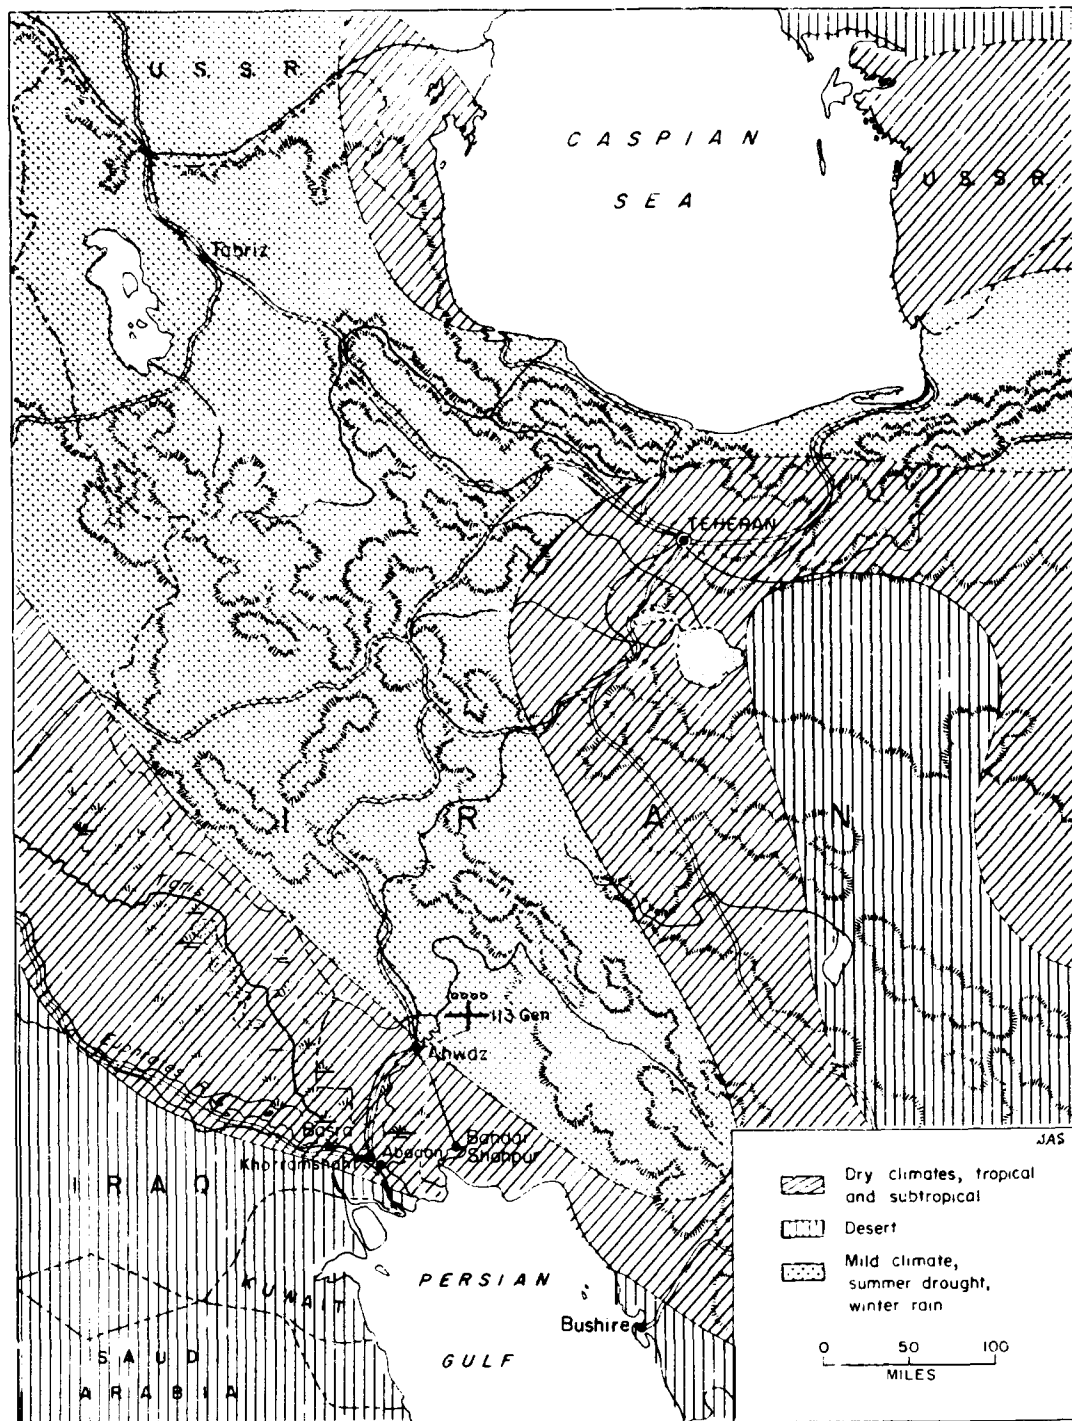 U. S. S. R.
CASPIAN
SEA
U. S. S. R.
Tabriz
TEHERAN
I R A N
Tigris R.
113 Gen
Ahwaz
Euphrates R.
Basra
Khorramshahr
Abadan
Bandar
Shahpur
IRAQ
KUWAIT
PERSIAN
GULF
Bushire
SAUDI
ARABIA
JAS
Dry climates, tropical
and subtropical
Desert
Mild climate,
summer drought,
winter rain
0 50 100
MILES